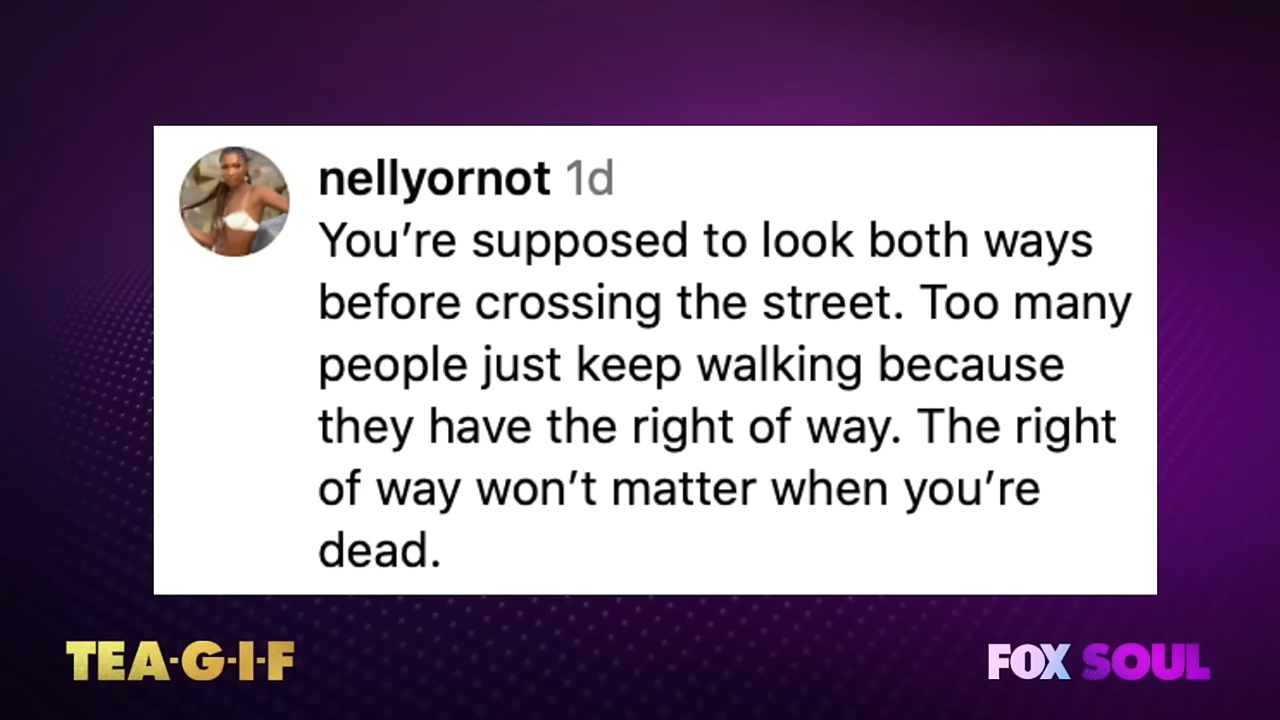 nellyornot 1d
You’re supposed to look both ways
before crossing the street. Too many
people just keep walking because
they have the right of way. The right
of way won’t matter when you’re
dead.
TEA·G·I·F
FOX SOUL